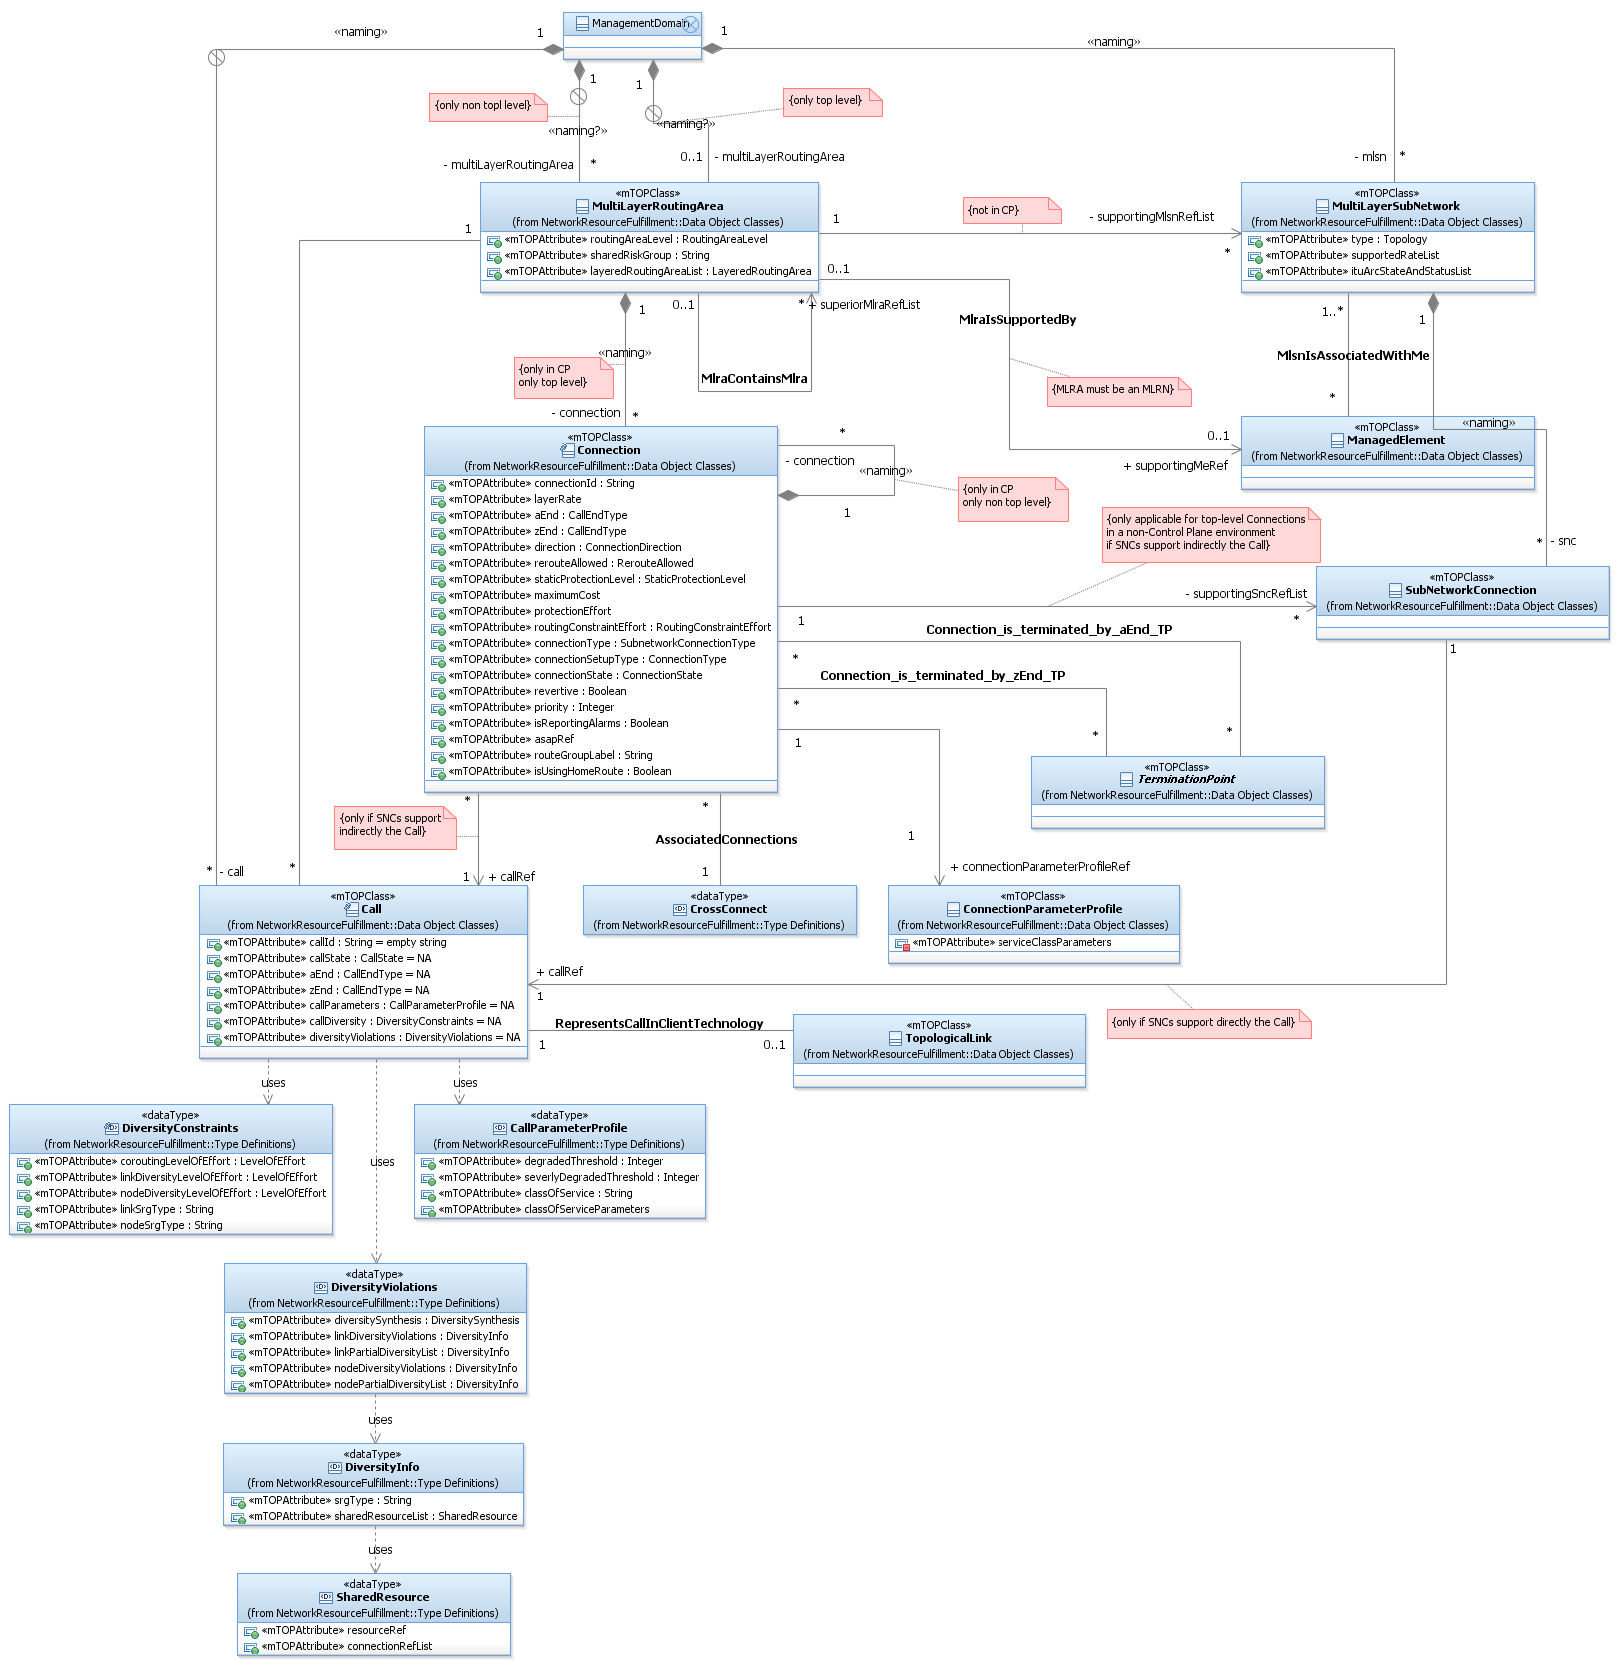 ManagementDomain
«naming»
1
1
«naming»
1
1
{only non topl level}
{only top level}
«naming?»
«naming?»
- multiLayerRoutingArea
*
0..1
- multiLayerRoutingArea
- mlsn
*
«mTOPClass»
MultiLayerRoutingArea
(from NetworkResourceFulfillment::Data Object Classes)
«mTOPAttribute» routingAreaLevel : RoutingAreaLevel
«mTOPAttribute» sharedRiskGroup : String
«mTOPAttribute» layeredRoutingAreaList : LayeredRoutingArea
1
1
{not in CP}
- supportingMlsnRefList
*
«mTOPClass»
MultiLayerSubNetwork
(from NetworkResourceFulfillment::Data Object Classes)
«mTOPAttribute» type : Topology
«mTOPAttribute» supportedRateList
«mTOPAttribute» ituArcStateAndStatusList
0..1
1
0..1
* + superiorMlraRefList
MlraIsSupportedBy
1..*
1
«naming»
{only in CP
only top level}
MlraContainsMlra
{MLRA must be an MLRN}
MlsnIsAssociatedWithMe
- connection
*
*
0..1
+ supportingMeRef
«mTOPClass»
ManagedElement
(from NetworkResourceFulfillment::Data Object Classes)
«naming»
«mTOPClass»
Connection
(from NetworkResourceFulfillment::Data Object Classes)
«mTOPAttribute» connectionId : String
«mTOPAttribute» layerRate
«mTOPAttribute» aEnd : CallEndType
«mTOPAttribute» zEnd : CallEndType
«mTOPAttribute» direction : ConnectionDirection
«mTOPAttribute» rerouteAllowed : RerouteAllowed
«mTOPAttribute» staticProtectionLevel : StaticProtectionLevel
«mTOPAttribute» maximumCost
«mTOPAttribute» protectionEffort
«mTOPAttribute» routingConstraintEffort : RoutingConstraintEffort
«mTOPAttribute» connectionType : SubnetworkConnectionType
«mTOPAttribute» connectionSetupType : ConnectionType
«mTOPAttribute» connectionState : ConnectionState
«mTOPAttribute» revertive : Boolean
«mTOPAttribute» priority : Integer
«mTOPAttribute» isReportingAlarms : Boolean
«mTOPAttribute» asapRef
«mTOPAttribute» routeGroupLabel : String
«mTOPAttribute» isUsingHomeRoute : Boolean
*
- connection
«naming»
1
{only in CP
only non top level}
{only applicable for top-level Connections
in a non-Control Plane environment
if SNCs support indirectly the Call}
* - snc
«mTOPClass»
SubNetworkConnection
(from NetworkResourceFulfillment::Data Object Classes)
- supportingSncRefList
1
*
Connection_is_terminated_by_aEnd_TP
*
1
Connection_is_terminated_by_zEnd_TP
*
1
*
*
«mTOPClass»
TerminationPoint
(from NetworkResourceFulfillment::Data Object Classes)
*
{only if SNCs support
indirectly the Call}
*
AssociatedConnections
1
*
* - call
1
+ callRef
1
+ connectionParameterProfileRef
«mTOPClass»
Call
(from NetworkResourceFulfillment::Data Object Classes)
«mTOPAttribute» callId : String = empty string
«mTOPAttribute» callState : CallState = NA
«mTOPAttribute» aEnd : CallEndType = NA
«mTOPAttribute» zEnd : CallEndType = NA
«mTOPAttribute» callParameters : CallParameterProfile = NA
«mTOPAttribute» callDiversity : DiversityConstraints = NA
«mTOPAttribute» diversityViolations : DiversityViolations = NA
«dataType»
CrossConnect
(from NetworkResourceFulfillment::Type Definitions)
«mTOPClass»
ConnectionParameterProfile
(from NetworkResourceFulfillment::Data Object Classes)
«mTOPAttribute» serviceClassParameters
+ callRef
1
{only if SNCs support directly the Call}
RepresentsCallInClientTechnology
1
0..1
«mTOPClass»
TopologicalLink
(from NetworkResourceFulfillment::Data Object Classes)
uses
uses
uses
«dataType»
DiversityConstraints
(from NetworkResourceFulfillment::Type Definitions)
«mTOPAttribute» coroutingLevelOfEffort : LevelOfEffort
«mTOPAttribute» linkDiversityLevelOfEffort : LevelOfEffort
«mTOPAttribute» nodeDiversityLevelOfEffort : LevelOfEffort
«mTOPAttribute» linkSrgType : String
«mTOPAttribute» nodeSrgType : String
«dataType»
CallParameterProfile
(from NetworkResourceFulfillment::Type Definitions)
«mTOPAttribute» degradedThreshold : Integer
«mTOPAttribute» severlyDegradedThreshold : Integer
«mTOPAttribute» classOfService : String
«mTOPAttribute» classOfServiceParameters
«dataType»
DiversityViolations
(from NetworkResourceFulfillment::Type Definitions)
«mTOPAttribute» diversitySynthesis : DiversitySynthesis
«mTOPAttribute» linkDiversityViolations : DiversityInfo
«mTOPAttribute» linkPartialDiversityList : DiversityInfo
«mTOPAttribute» nodeDiversityViolations : DiversityInfo
«mTOPAttribute» nodePartialDiversityList : DiversityInfo
uses
«dataType»
DiversityInfo
(from NetworkResourceFulfillment::Type Definitions)
«mTOPAttribute» srgType : String
«mTOPAttribute» sharedResourceList : SharedResource
uses
«dataType»
SharedResource
(from NetworkResourceFulfillment::Type Definitions)
«mTOPAttribute» resourceRef
«mTOPAttribute» connectionRefList